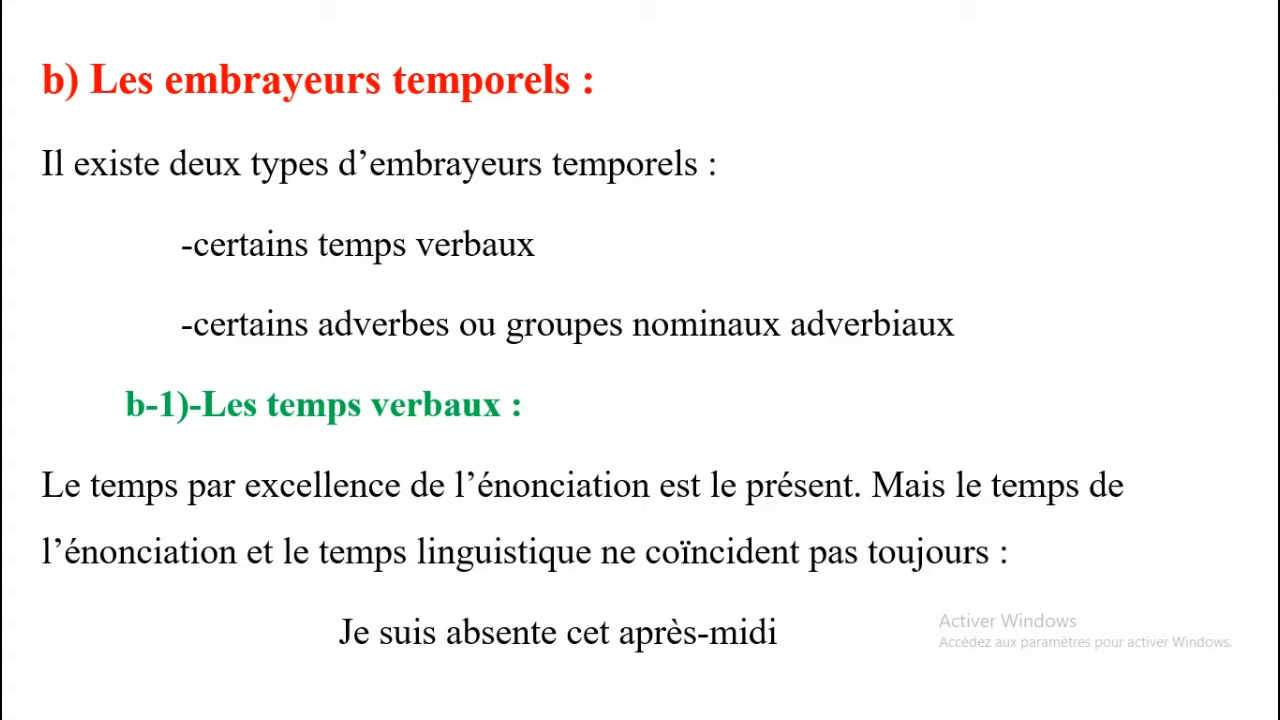 b) Les embrayeurs temporels :
Il existe deux types d’embrayeurs temporels :
-certains temps verbaux
-certains adverbes ou groupes nominaux adverbiaux
b-1)-Les temps verbaux :
Le temps par excellence de l’énonciation est le présent. Mais le temps de
l’énonciation et le temps linguistique ne coïncident pas toujours :
Je suis absente cet après-midi
Activer Windows
Accédez aux paramètres pour activer Windows.